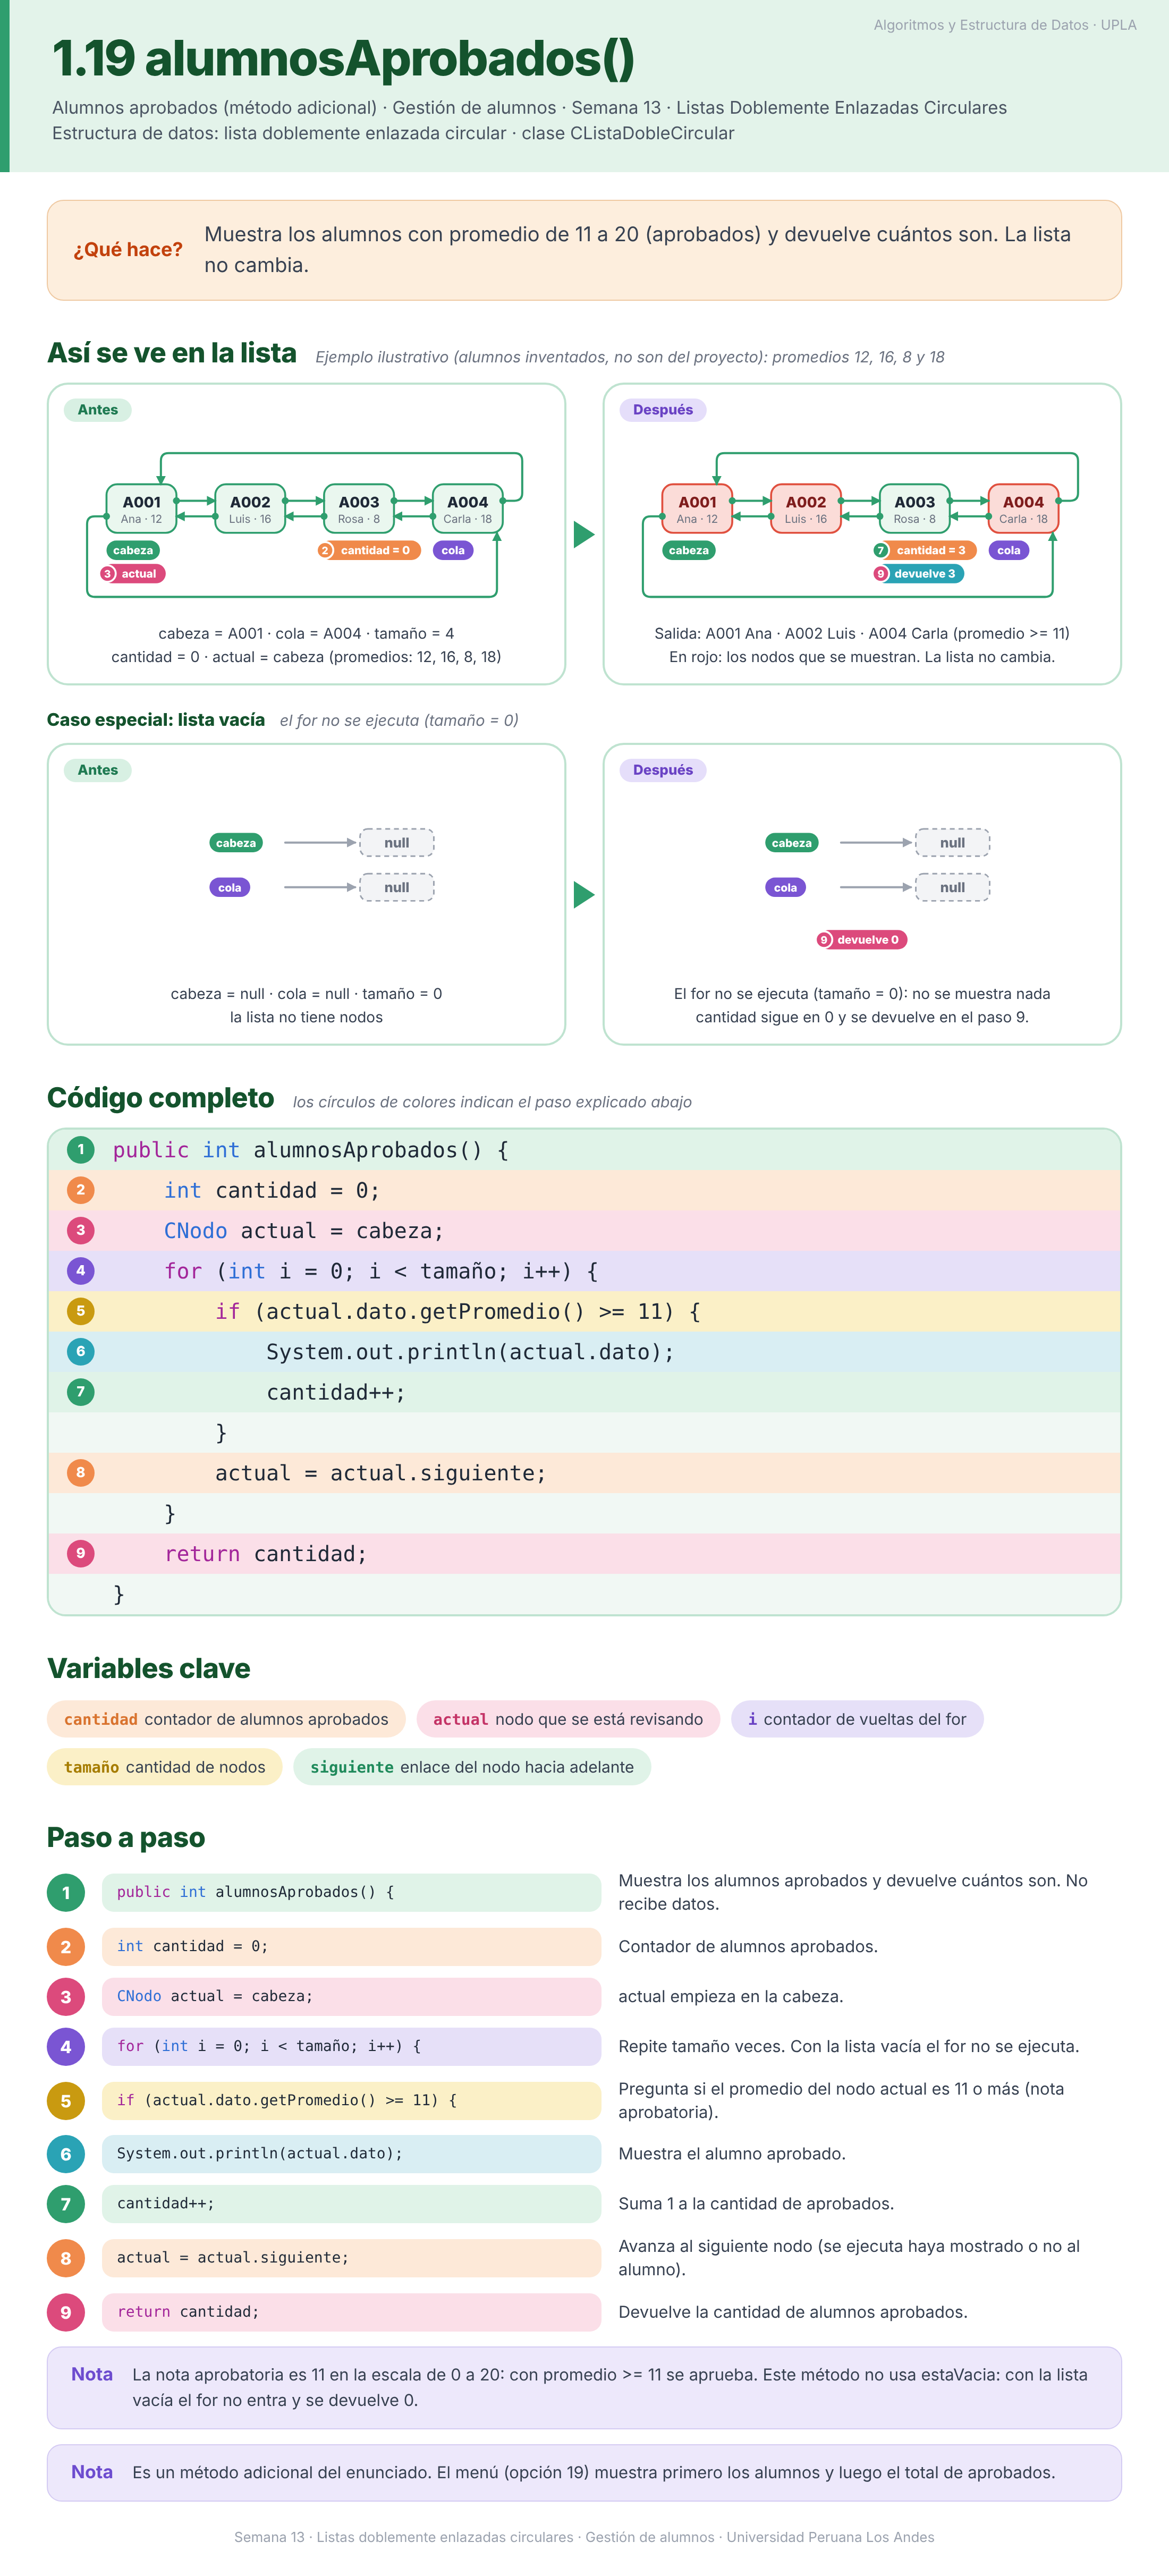 Algoritmos y Estructura de Datos · UPLA
1.19 alumnosAprobados()
Alumnos aprobados (método adicional) · Gestión de alumnos · Semana 13 · Listas Doblemente Enlazadas Circulares
Estructura de datos: lista doblemente enlazada circular · clase CListaDobleCircular
¿Qué hace?
Muestra los alumnos con promedio de 11 a 20 (aprobados) y devuelve cuántos son. La lista
no cambia.
Así se ve en la lista
Ejemplo ilustrativo (alumnos inventados, no son del proyecto): promedios 12, 16, 8 y 18
Antes
A001
Ana · 12
A002
Luis · 16
A003
Rosa · 8
A004
Carla · 18
cabeza
2 cantidad = 0
cola
3 actual
cabeza = A001 · cola = A004 · tamaño = 4
cantidad = 0 · actual = cabeza (promedios: 12, 16, 8, 18)
Después
A001
Ana · 12
A002
Luis · 16
A003
Rosa · 8
A004
Carla · 18
cabeza
7 cantidad = 3
cola
9 devuelve 3
Salida: A001 Ana · A002 Luis · A004 Carla (promedio >= 11)
En rojo: los nodos que se muestran. La lista no cambia.
Caso especial: lista vacía
el for no se ejecuta (tamaño = 0)
Antes
cabeza
null
cola
null
cabeza = null · cola = null · tamaño = 0
la lista no tiene nodos
Después
cabeza
null
cola
null
9 devuelve 0
El for no se ejecuta (tamaño = 0): no se muestra nada
cantidad sigue en 0 y se devuelve en el paso 9.
Código completo
los círculos de colores indican el paso explicado abajo
1 public int alumnosAprobados() {
2 int cantidad = 0;
3 CNodo actual = cabeza;
4 for (int i = 0; i < tamaño; i++) {
5 if (actual.dato.getPromedio() >= 11) {
6 System.out.println(actual.dato);
7 cantidad++;
}
8 actual = actual.siguiente;
}
9 return cantidad;
}
Variables clave
cantidad contador de alumnos aprobados
actual nodo que se está revisando
i contador de vueltas del for
tamaño cantidad de nodos
siguiente enlace del nodo hacia adelante
Paso a paso
1 public int alumnosAprobados() {
Muestra los alumnos aprobados y devuelve cuántos son. No
recibe datos.
2 int cantidad = 0;
Contador de alumnos aprobados.
3 CNodo actual = cabeza;
actual empieza en la cabeza.
4 for (int i = 0; i < tamaño; i++) {
Repite tamaño veces. Con la lista vacía el for no se ejecuta.
5 if (actual.dato.getPromedio() >= 11) {
Pregunta si el promedio del nodo actual es 11 o más (nota
aprobatoria).
6 System.out.println(actual.dato);
Muestra el alumno aprobado.
7 cantidad++;
Suma 1 a la cantidad de aprobados.
8 actual = actual.siguiente;
Avanza al siguiente nodo (se ejecuta haya mostrado o no al
alumno).
9 return cantidad;
Devuelve la cantidad de alumnos aprobados.
Nota
La nota aprobatoria es 11 en la escala de 0 a 20: con promedio >= 11 se aprueba. Este método no usa estaVacia: con la lista
vacía el for no entra y se devuelve 0.
Nota
Es un método adicional del enunciado. El menú (opción 19) muestra primero los alumnos y luego el total de aprobados.
Semana 13 · Listas doblemente enlazadas circulares · Gestión de alumnos · Universidad Peruana Los Andes